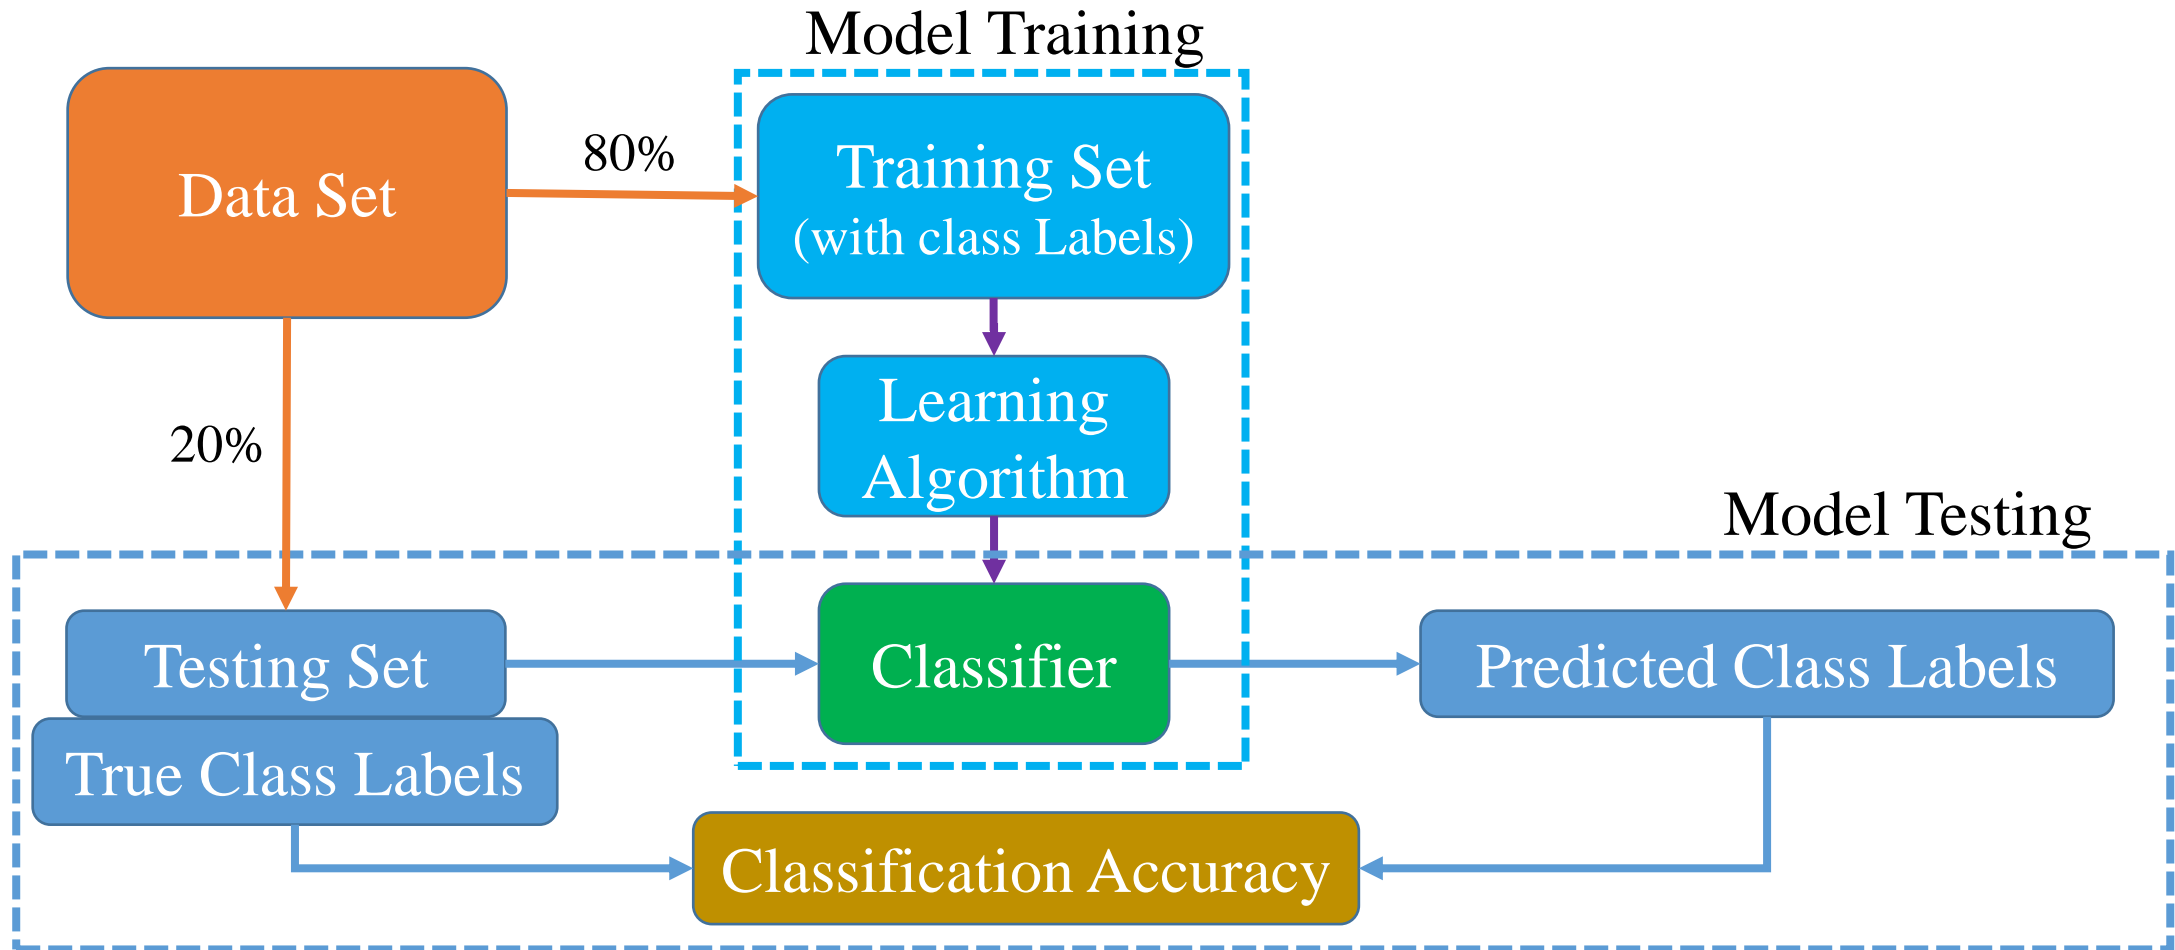 Model Training
Data Set
80%
Training Set
(with class Labels)
20%
Learning
Algorithm
Model Testing
Testing Set
Classifier
Predicted Class Labels
True Class Labels
Classification Accuracy